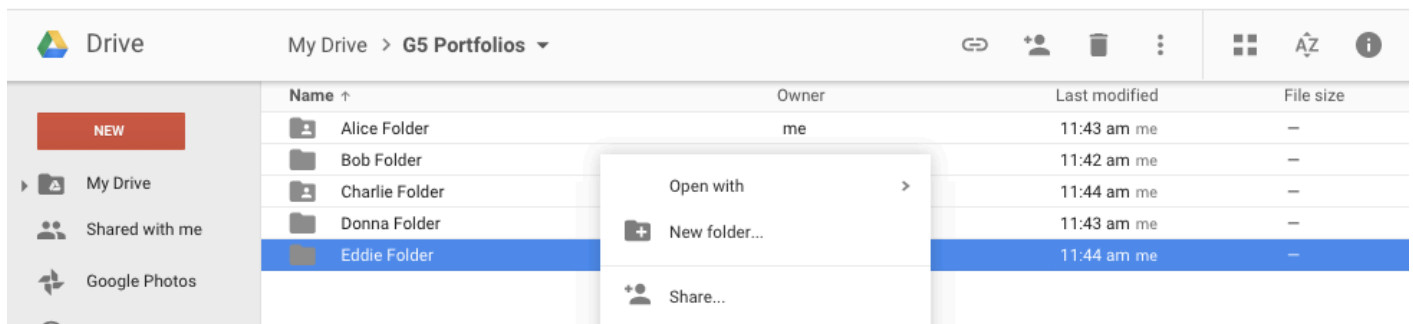 Drive My Drive > G5 Portfolios
Name Owner Last modified File size
NEW
Alice Folder me 11:43 am me —
Bob Folder 11:42 am me —
My Drive
Open with
Charlie Folder 11:44 am me —
Shared with me
Donna Folder 11:43 am me —
New folder...
Eddie Folder 11:44 am me —
Google Photos
Share...